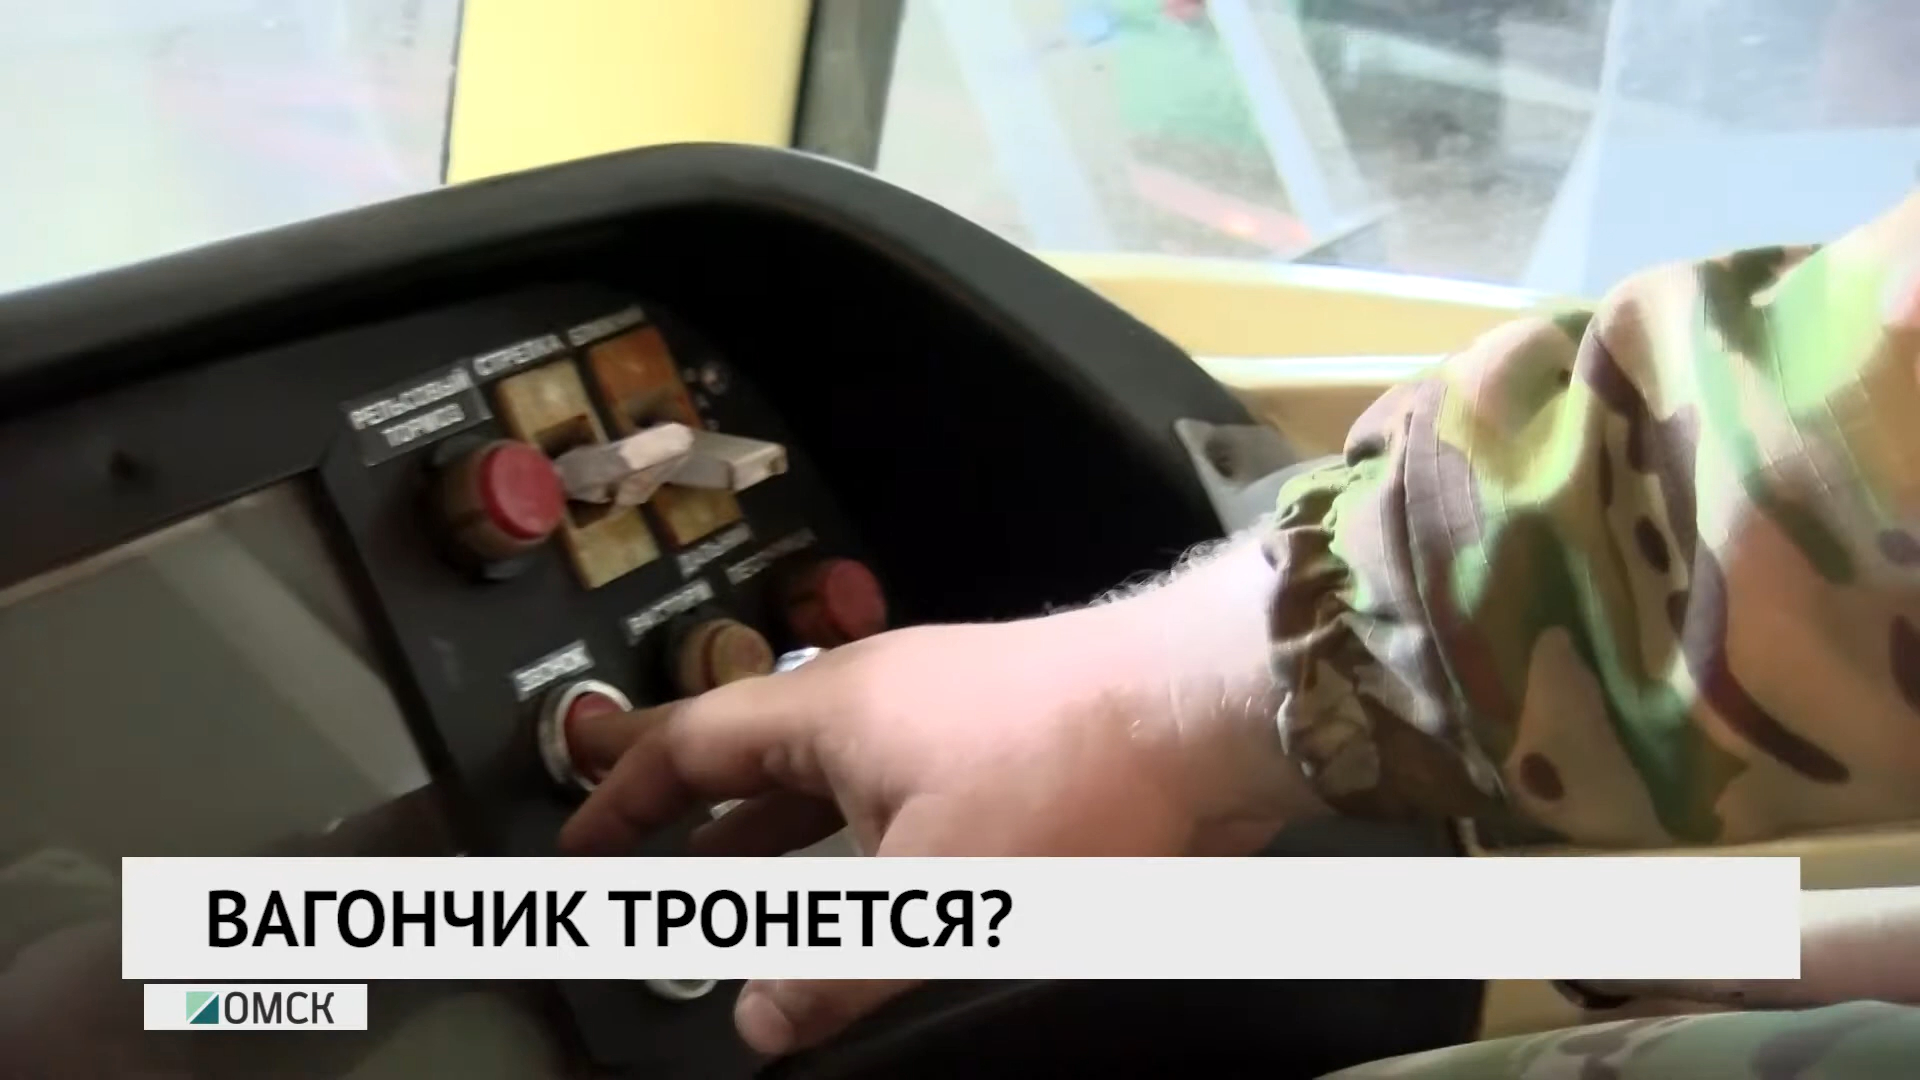 РЕЛЬСОВЫЙ
ТОРМОЗ
СТРЕЛКА
ЗВОНОК
ВАГОНЧИК ТРОНЕТСЯ?
ОМСК